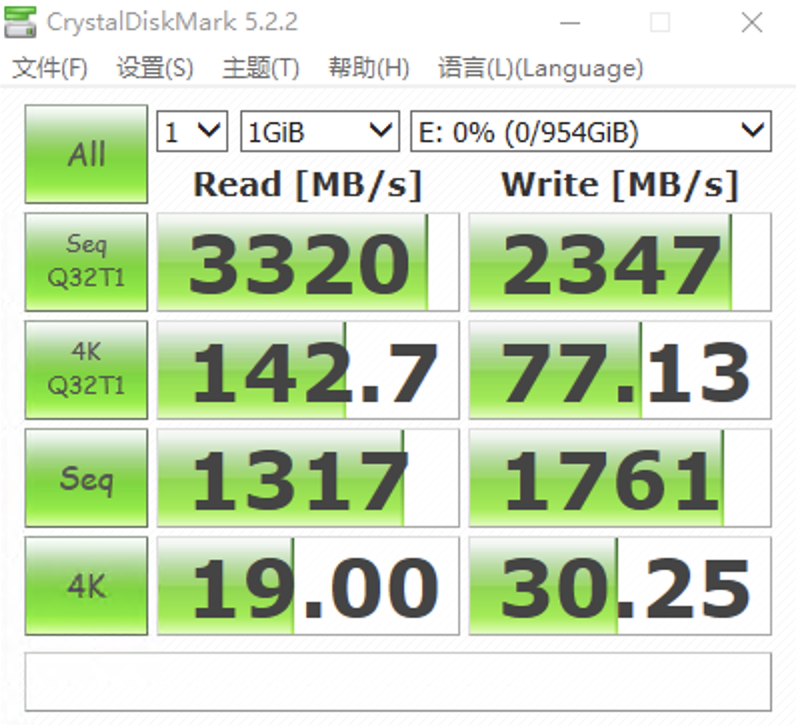 CrystalDiskMark 5.2.2
文件(F) 设置(S) 主题(T) 帮助(H) 语言(L)(Language)
All 1 1GiB E: 0% (0/954GiB)
Read [MB/s] Write [MB/s]
Seq
Q32T1 3320 2347
4K
Q32T1 142.7 77.13
Seq 1317 1761
4K 19.00 30.25